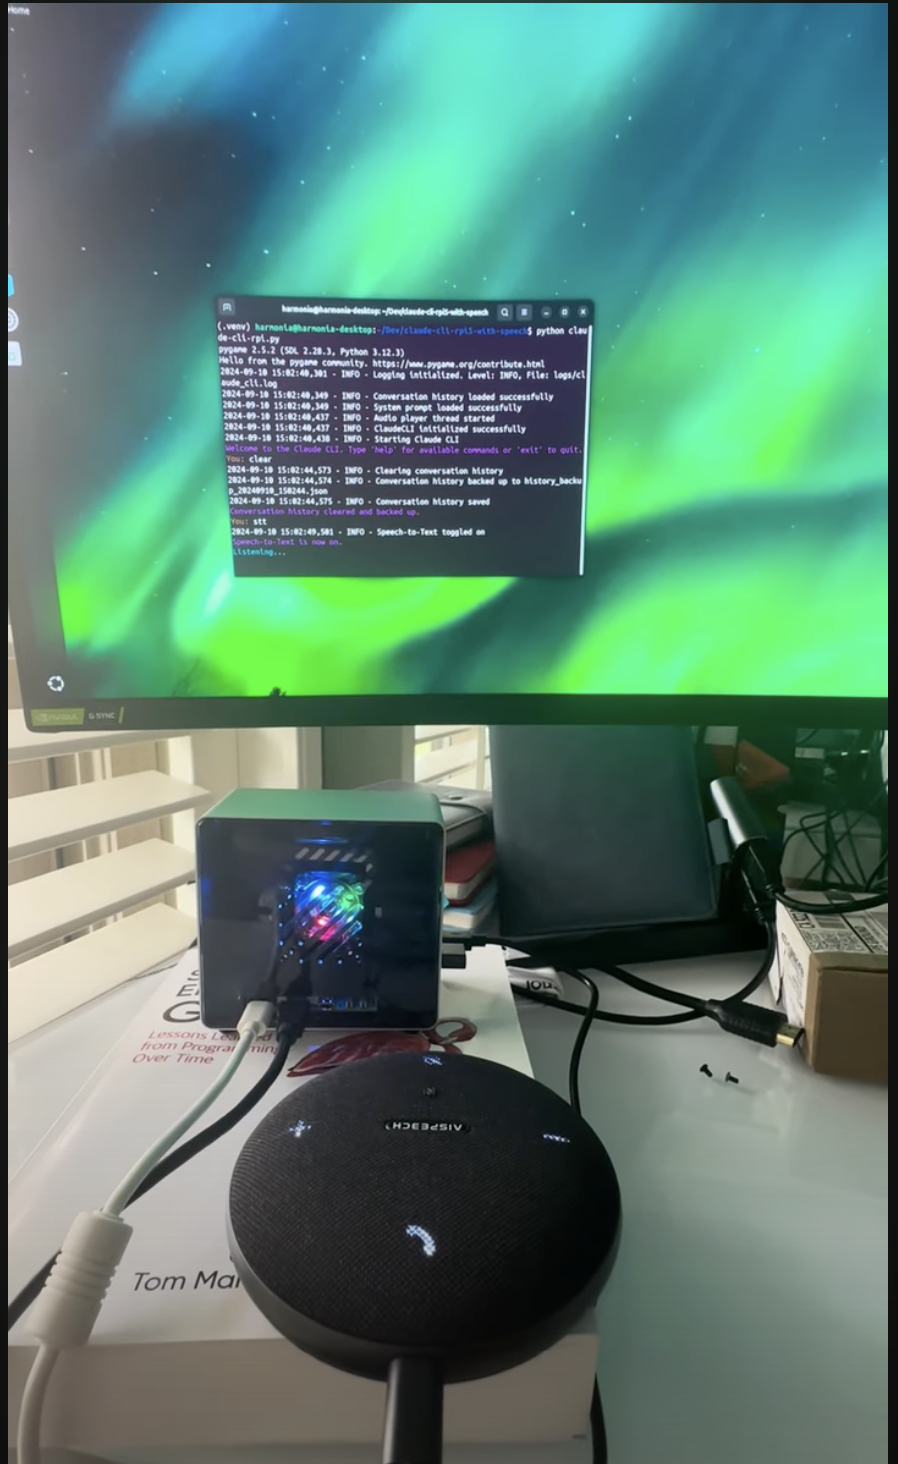 Home
harmonia@harmonia-desktop: ~/Dev/claude-cli-rpi5-with-speech
(.venv) harmonia@harmonia-desktop:~/Dev/claude-cli-rpi5-with-speech$ python clau
de-cli-rpi.py
pygame 2.5.2 (SDL 2.28.3, Python 3.12.3)
Hello from the pygame community. https://www.pygame.org/contribute.html
2024-09-10 15:02:40,301 - INFO - Logging initialized. Level: INFO, File: logs/cl
aude_cli.log
2024-09-10 15:02:40,349 - INFO - Conversation history loaded successfully
2024-09-10 15:02:40,349 - INFO - System prompt loaded successfully
2024-09-10 15:02:40,437 - INFO - Audio player thread started
2024-09-10 15:02:40,437 - INFO - ClaudeCLI initialized successfully
2024-09-10 15:02:40,438 - INFO - Starting Claude CLI
Welcome to the Claude CLI. Type 'help' for available commands or 'exit' to quit.
You: clear
2024-09-10 15:02:44,573 - INFO - Clearing conversation history
2024-09-10 15:02:44,574 - INFO - Conversation history backed up to history_backu
p_20240910_150244.json
2024-09-10 15:02:44,575 - INFO - Conversation history saved
Conversation history cleared and backed up.
You: stt
2024-09-10 15:02:49,501 - INFO - Speech-to-Text toggled on
Speech-to-Text is now on.
Listening...
NVIDIA G-SYNC
Lessons Learned
from Programming
Over Time
AISPEECH
Tom Man